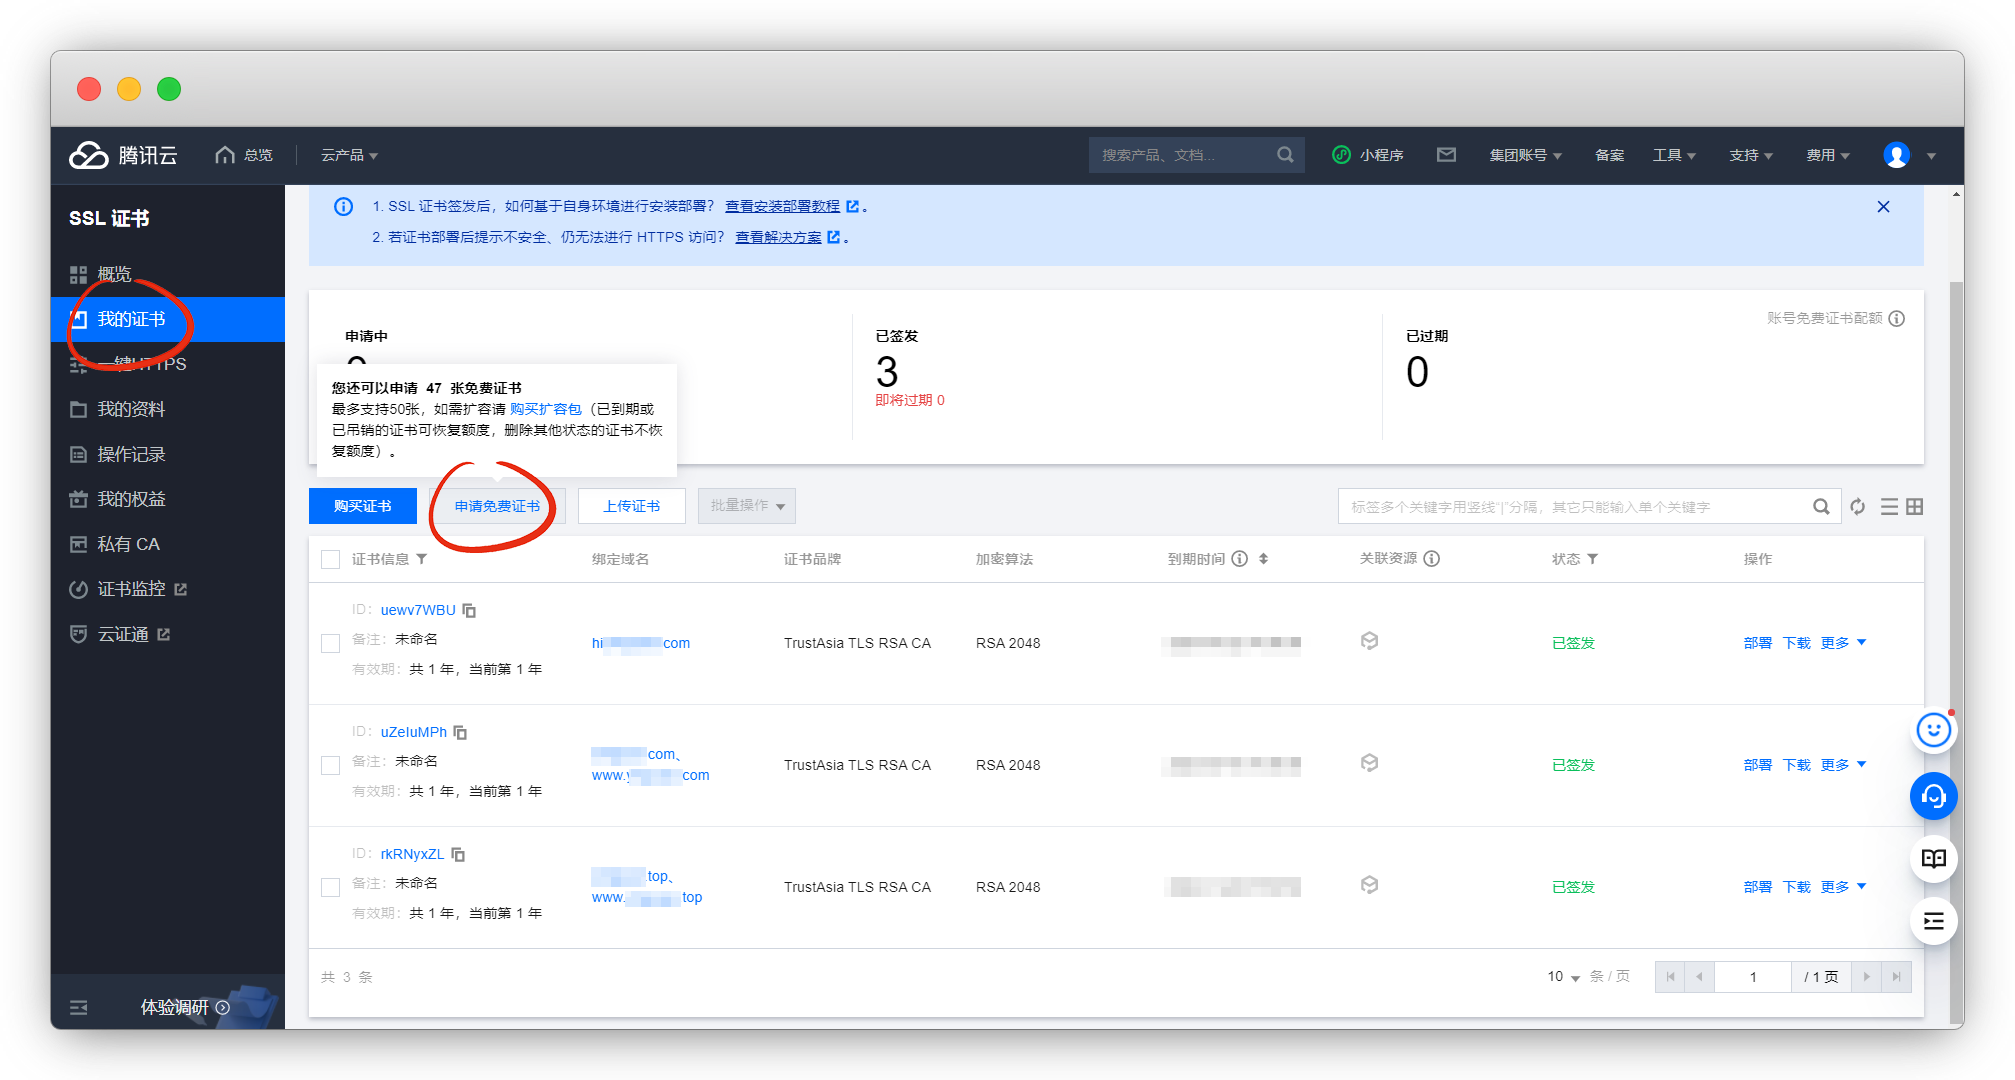 腾讯云
总览
云产品
搜索产品、文档...
小程序
集团账号
备案
工具
支持
费用
SSL 证书
概览
我的证书
一键HTTPS
我的资料
操作记录
我的权益
私有 CA
证书监控
云证通
体验调研
1. SSL 证书签发后，如何基于自身环境进行安装部署？ 查看安装部署教程 。
2. 若证书部署后提示不安全、仍无法进行 HTTPS 访问？ 查看解决方案 。
账号免费证书配额
申请中
已签发
3
即将过期 0
已过期
0
您还可以申请 47 张免费证书
最多支持50张，如需扩容请 购买扩容包（已到期或
已吊销的证书可恢复额度，删除其他状态的证书不恢
复额度）。
购买证书
申请免费证书
上传证书
批量操作
标签多个关键字用竖线"|"分隔，其它只能输入单个关键字
证书信息
绑定域名
证书品牌
加密算法
到期时间
关联资源
状态
操作
ID：uewv7WBU
备注：未命名
有效期：共 1 年，当前第 1 年
hi
com
TrustAsia TLS RSA CA
RSA 2048
已签发
部署 下载 更多
ID：uZeIuMPh
备注：未命名
有效期：共 1 年，当前第 1 年
com、
www.
com
TrustAsia TLS RSA CA
RSA 2048
已签发
部署 下载 更多
ID：rkRNyxZL
备注：未命名
有效期：共 1 年，当前第 1 年
.top、
www.
top
TrustAsia TLS RSA CA
RSA 2048
已签发
部署 下载 更多
共 3 条
10 条 / 页
1
/ 1 页